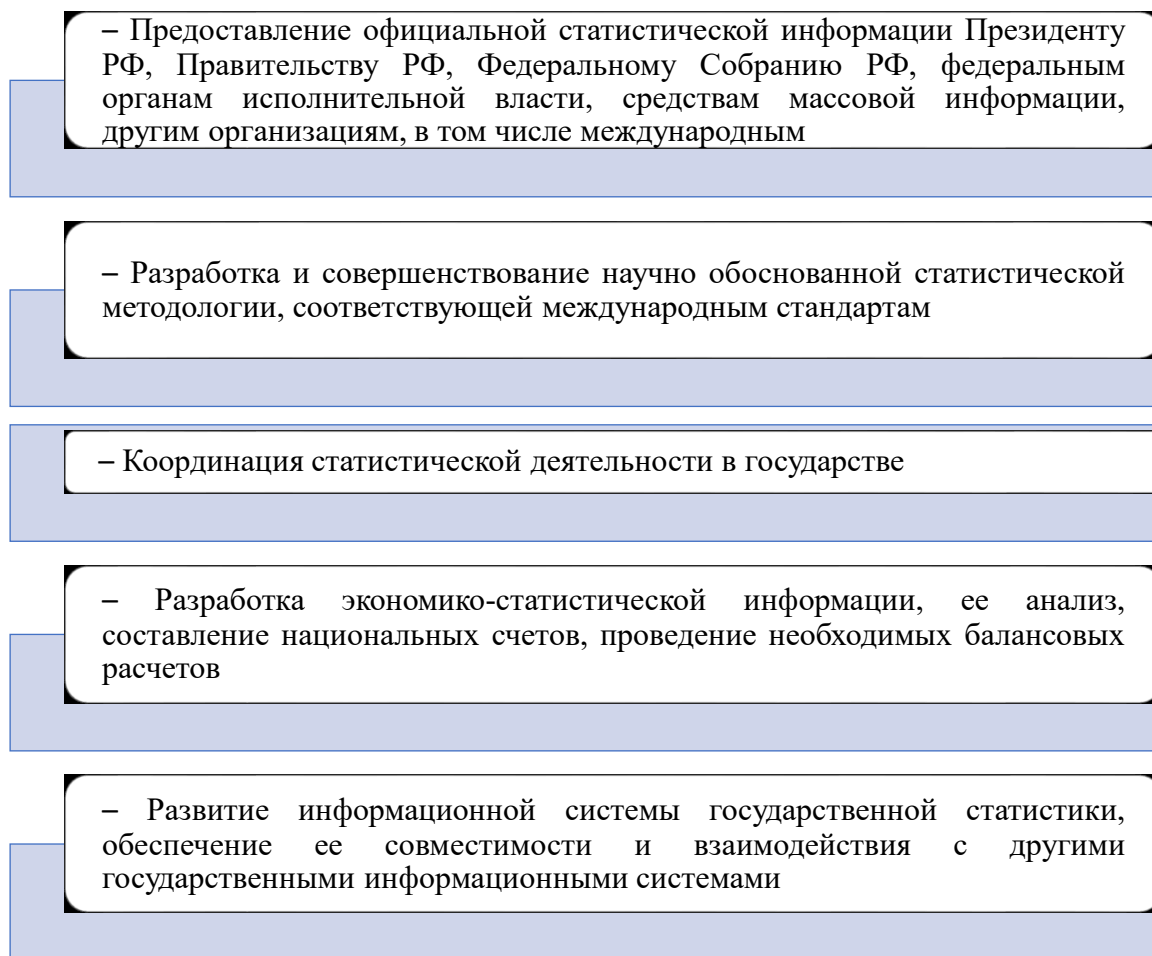 – Предоставление официальной статистической информации Президенту
РФ, Правительству РФ, Федеральному Собранию РФ, федеральным
органам исполнительной власти, средствам массовой информации,
другим организациям, в том числе международным
– Разработка и совершенствование научно обоснованной статистической
методологии, соответствующей международным стандартам
– Координация статистической деятельности в государстве
– Разработка экономико-статистической информации, ее анализ,
составление национальных счетов, проведение необходимых балансовых
расчетов
– Развитие информационной системы государственной статистики,
обеспечение ее совместимости и взаимодействия с другими
государственными информационными системами